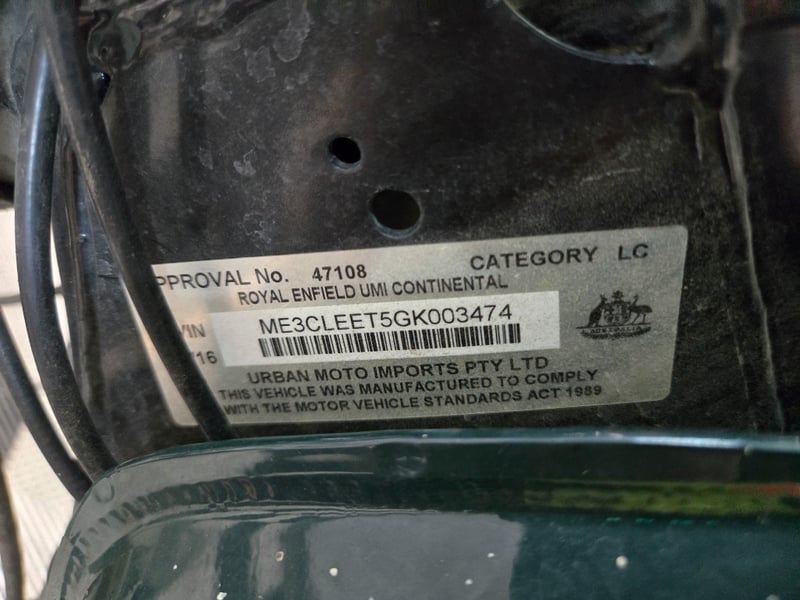 PPROVAL No. 47108 CATEGORY LC
ROYAL ENFIELD UMI CONTINENTAL
VIN ME3CLEET5GK003474
/16
AUSTRALIA
URBAN MOTO IMPORTS PTY LTD
THIS VEHICLE WAS MANUFACTURED TO COMPLY
WITH THE MOTOR VEHICLE STANDARDS ACT 1989